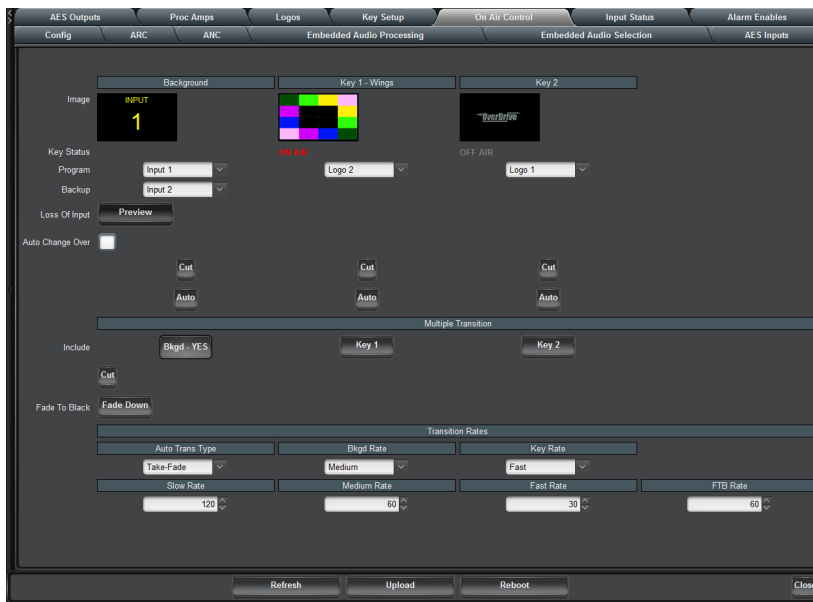 AES Outputs Proc Amps Logos Key Setup On Air Control Input Status Alarm Enables
Config ARC ANC Embedded Audio Processing Embedded Audio Selection AES Inputs
Background Key 1 - Wings Key 2
Image INPUT 1 OverDrive
Key Status ON AIR OFF AIR
Program Input 1 Logo 2 Logo 1
Backup Input 2
Loss Of Input Preview
Auto Change Over
Cut Cut Cut
Auto Auto Auto
Multiple Transition
Include Bkgd - YES Key 1 Key 2
Cut
Fade To Black Fade Down
Transition Rates
Auto Trans Type Bkgd Rate Key Rate
Take-Fade Medium Fast
Slow Rate Medium Rate Fast Rate FTB Rate
120 60 30 60
Refresh Upload Reboot Close